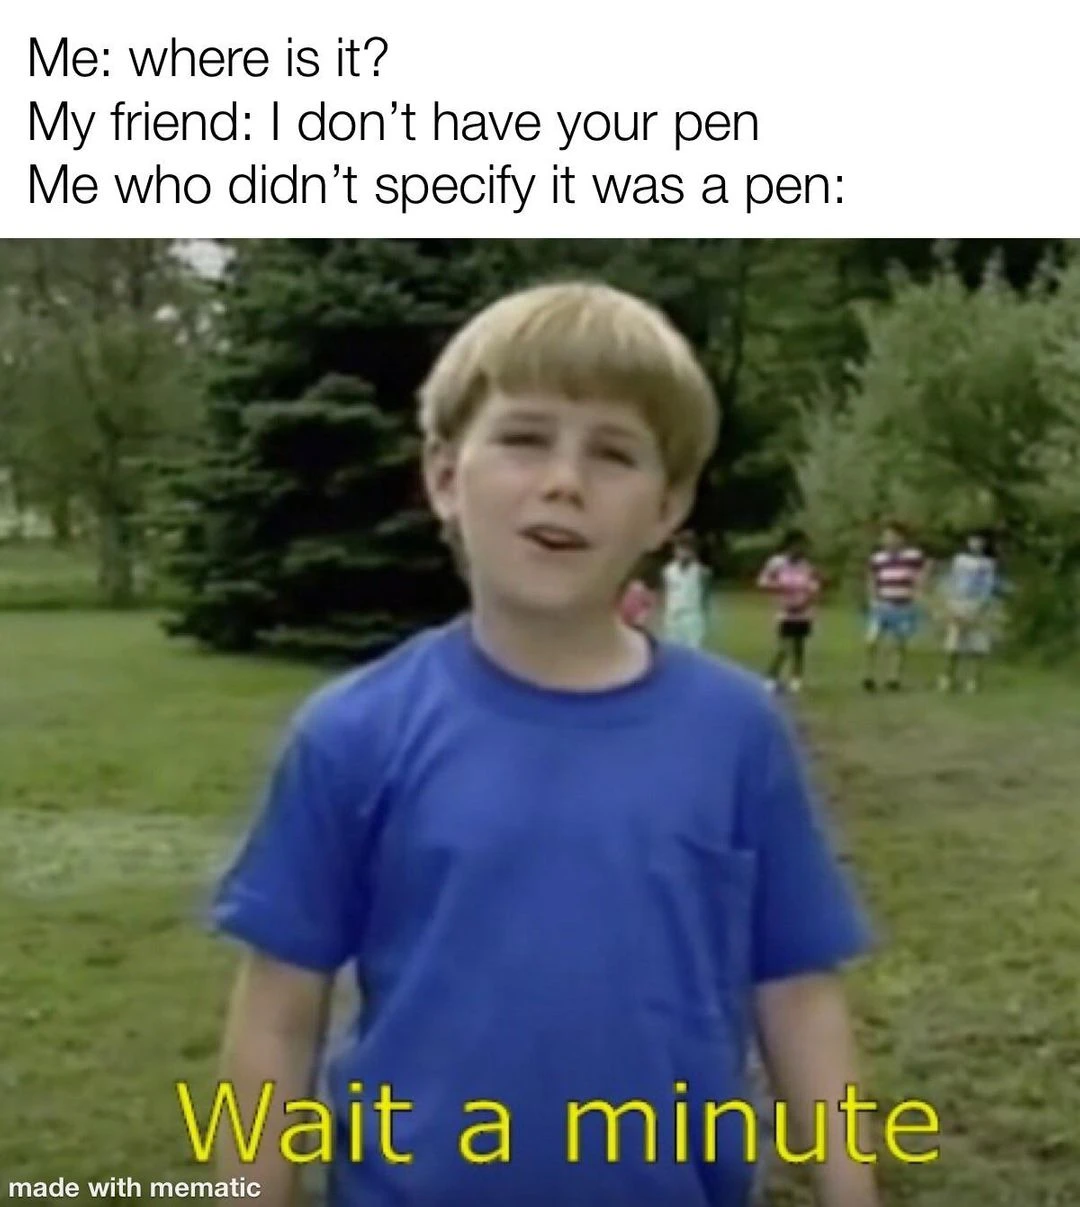 Me: where is it?
My friend: I don’t have your pen
Me who didn’t specify it was a pen:
Wait a minute
made with mematic